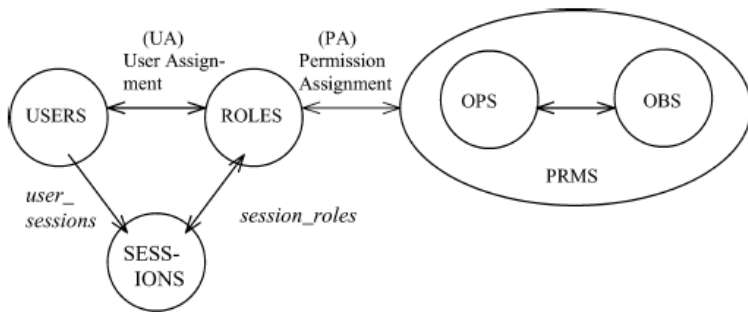 (UA)
User Assign-
ment
(PA)
Permission
Assignment
USERS
ROLES
OPS
OBS
PRMS
user_
sessions
session_roles
SESS-
IONS